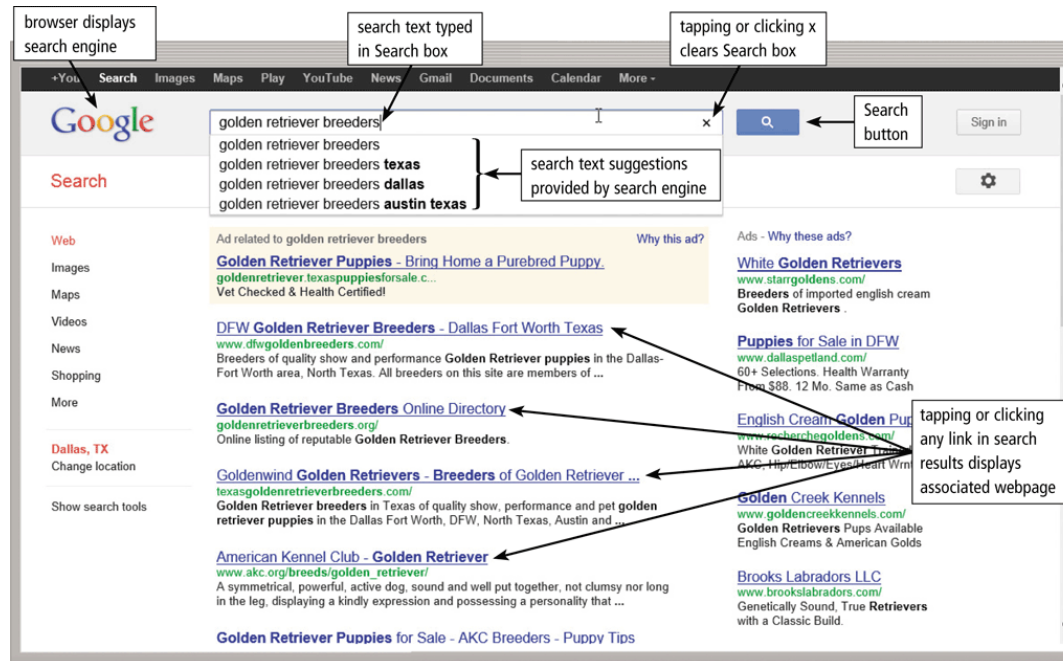 browser displays
search engine
search text typed
in Search box
tapping or clicking x
clears Search box
+You Search Images Maps Play YouTube News Gmail Documents Calendar More
Google
golden retriever breeders
x
Search
button
Sign in
golden retriever breeders
golden retriever breeders texas
golden retriever breeders dallas
golden retriever breeders austin texas
search text suggestions
provided by search engine
Search
Web
Images
Maps
Videos
News
Shopping
More
Dallas, TX
Change location
Show search tools
Ad related to golden retriever breeders Why this ad?
Golden Retriever Puppies - Bring Home a Purebred Puppy.
goldenretriever.texaspuppiesforsale.c...
Vet Checked & Health Certified!
DFW Golden Retriever Breeders - Dallas Fort Worth Texas
www.dfwgoldenbreeders.com/
Breeders of quality show and performance Golden Retriever puppies in the Dallas-
Fort Worth area, North Texas. All breeders on this site are members of ...
Golden Retriever Breeders Online Directory
goldenretrieverbreeders.org/
Online listing of reputable Golden Retriever Breeders.
Goldenwind Golden Retrievers - Breeders of Golden Retriever ...
texasgoldenretrieverbreeders.com/
Golden Retriever breeders in Texas of quality show, performance and pet golden
retriever puppies in the Dallas Fort Worth, DFW, North Texas, Austin and ...
American Kennel Club - Golden Retriever
www.akc.org/breeds/golden_retriever/
A symmetrical, powerful, active dog, sound and well put together, not clumsy nor long
in the leg, displaying a kindly expression and possessing a personality that ...
Golden Retriever Puppies for Sale - AKC Breeders - Puppy Tips
Ads - Why these ads?
White Golden Retrievers
www.starrgoldens.com/
Breeders of imported english cream
Golden Retrievers .
Puppies for Sale in DFW
www.dallaspetland.com/
60+ Selections. Health Warranty
From $88. 12 Mo. Same as Cash
English Cream Golden Pup
www.recherchegoldens.com/
White Golden Retriever
AKC, Hip/Elbow/Eyes/Heart Wrnt
Golden Creek Kennels
www.goldencreekkennels.com/
Golden Retrievers Pups Available
English Creams & American Golds
Brooks Labradors LLC
www.brookslabradors.com/
Genetically Sound, True Retrievers
with a Classic Build.
tapping or clicking
any link in search
results displays
associated webpage